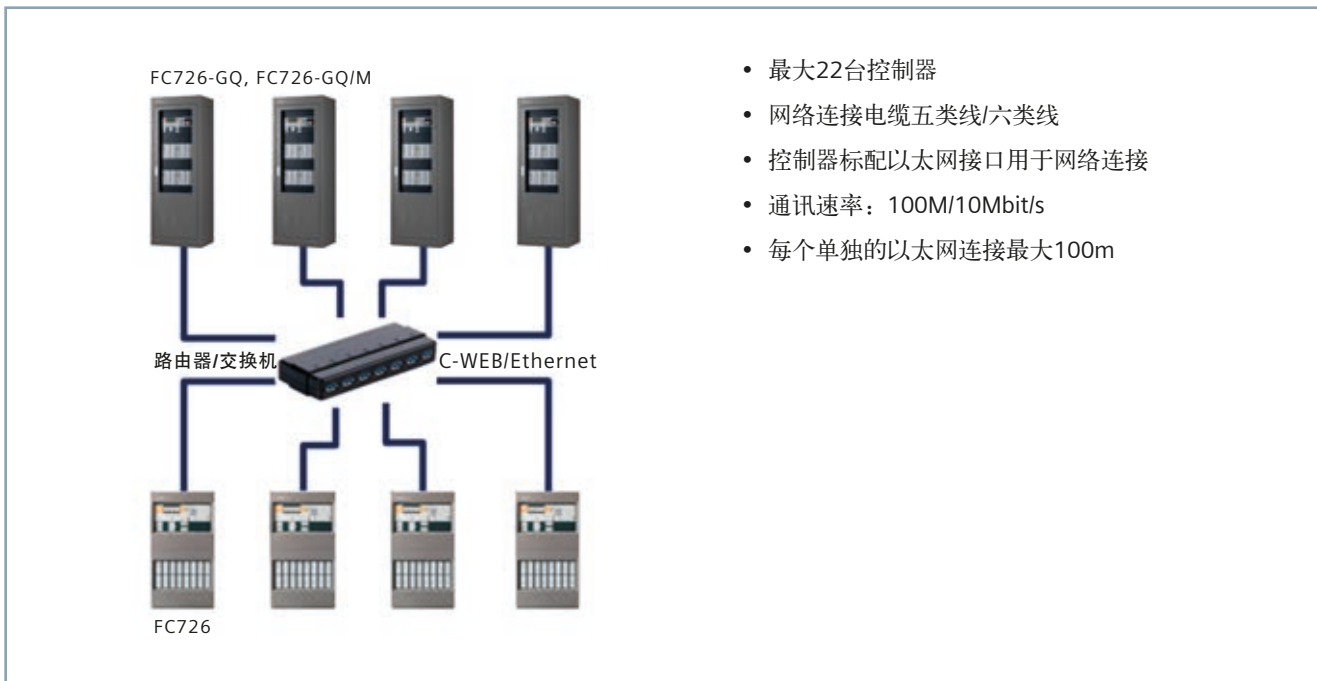 FC726-GQ, FC726-GQ/M
路由器/交换机
C-WEB/Ethernet
FC726
• 最大22台控制器
• 网络连接电缆五类线/六类线
• 控制器标配以太网接口用于网络连接
• 通讯速率：100M/10Mbit/s
• 每个单独的以太网连接最大100m